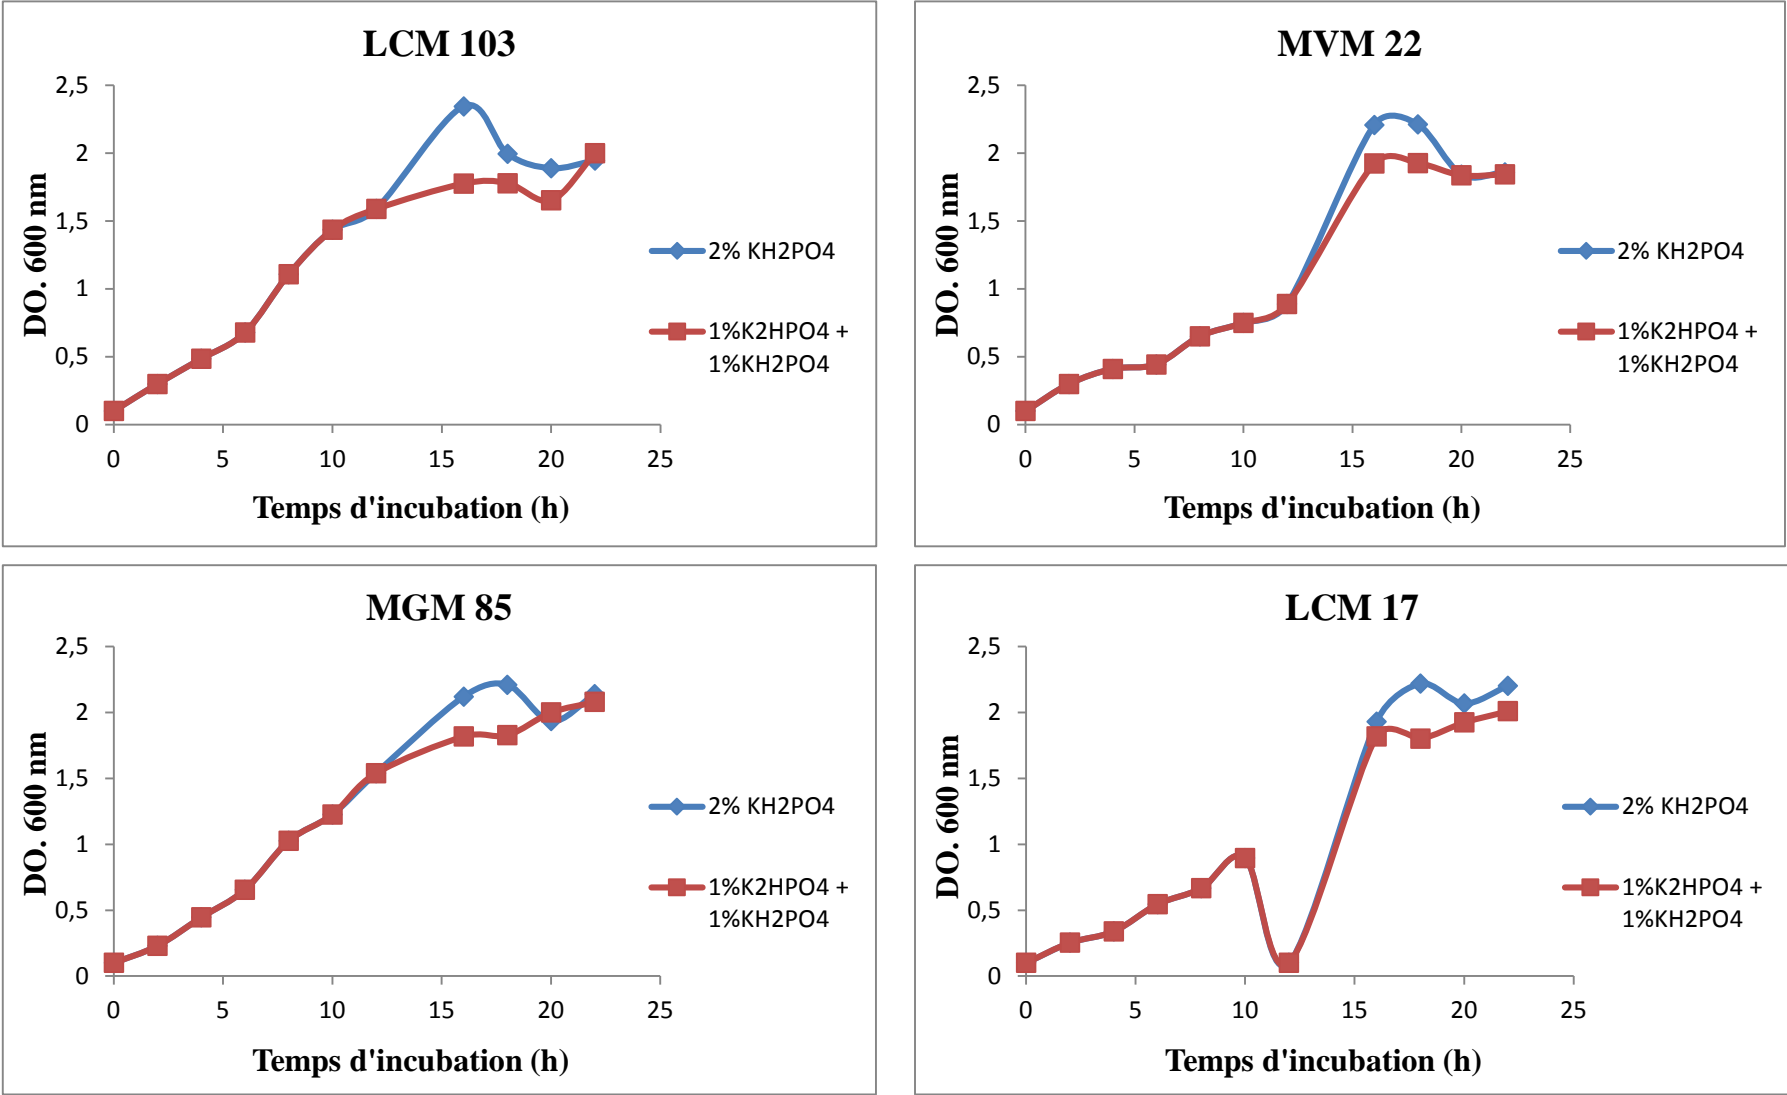 LCM 103
2,5
2
1,5
1
0,5
0
0 5 10 15 20 25
DO. 600 nm
Temps d'incubation (h)
2% KH2PO4
1%K2HPO4 +
1%KH2PO4
MVM 22
2,5
2
1,5
1
0,5
0
0 5 10 15 20 25
DO. 600 nm
Temps d'incubation (h)
2% KH2PO4
1%K2HPO4 +
1%KH2PO4
MGM 85
2,5
2
1,5
1
0,5
0
0 5 10 15 20 25
DO. 600 nm
Temps d'incubation (h)
2% KH2PO4
1%K2HPO4 +
1%KH2PO4
LCM 17
2,5
2
1,5
1
0,5
0
0 5 10 15 20 25
DO. 600 nm
Temps d'incubation (h)
2% KH2PO4
1%K2HPO4 +
1%KH2PO4